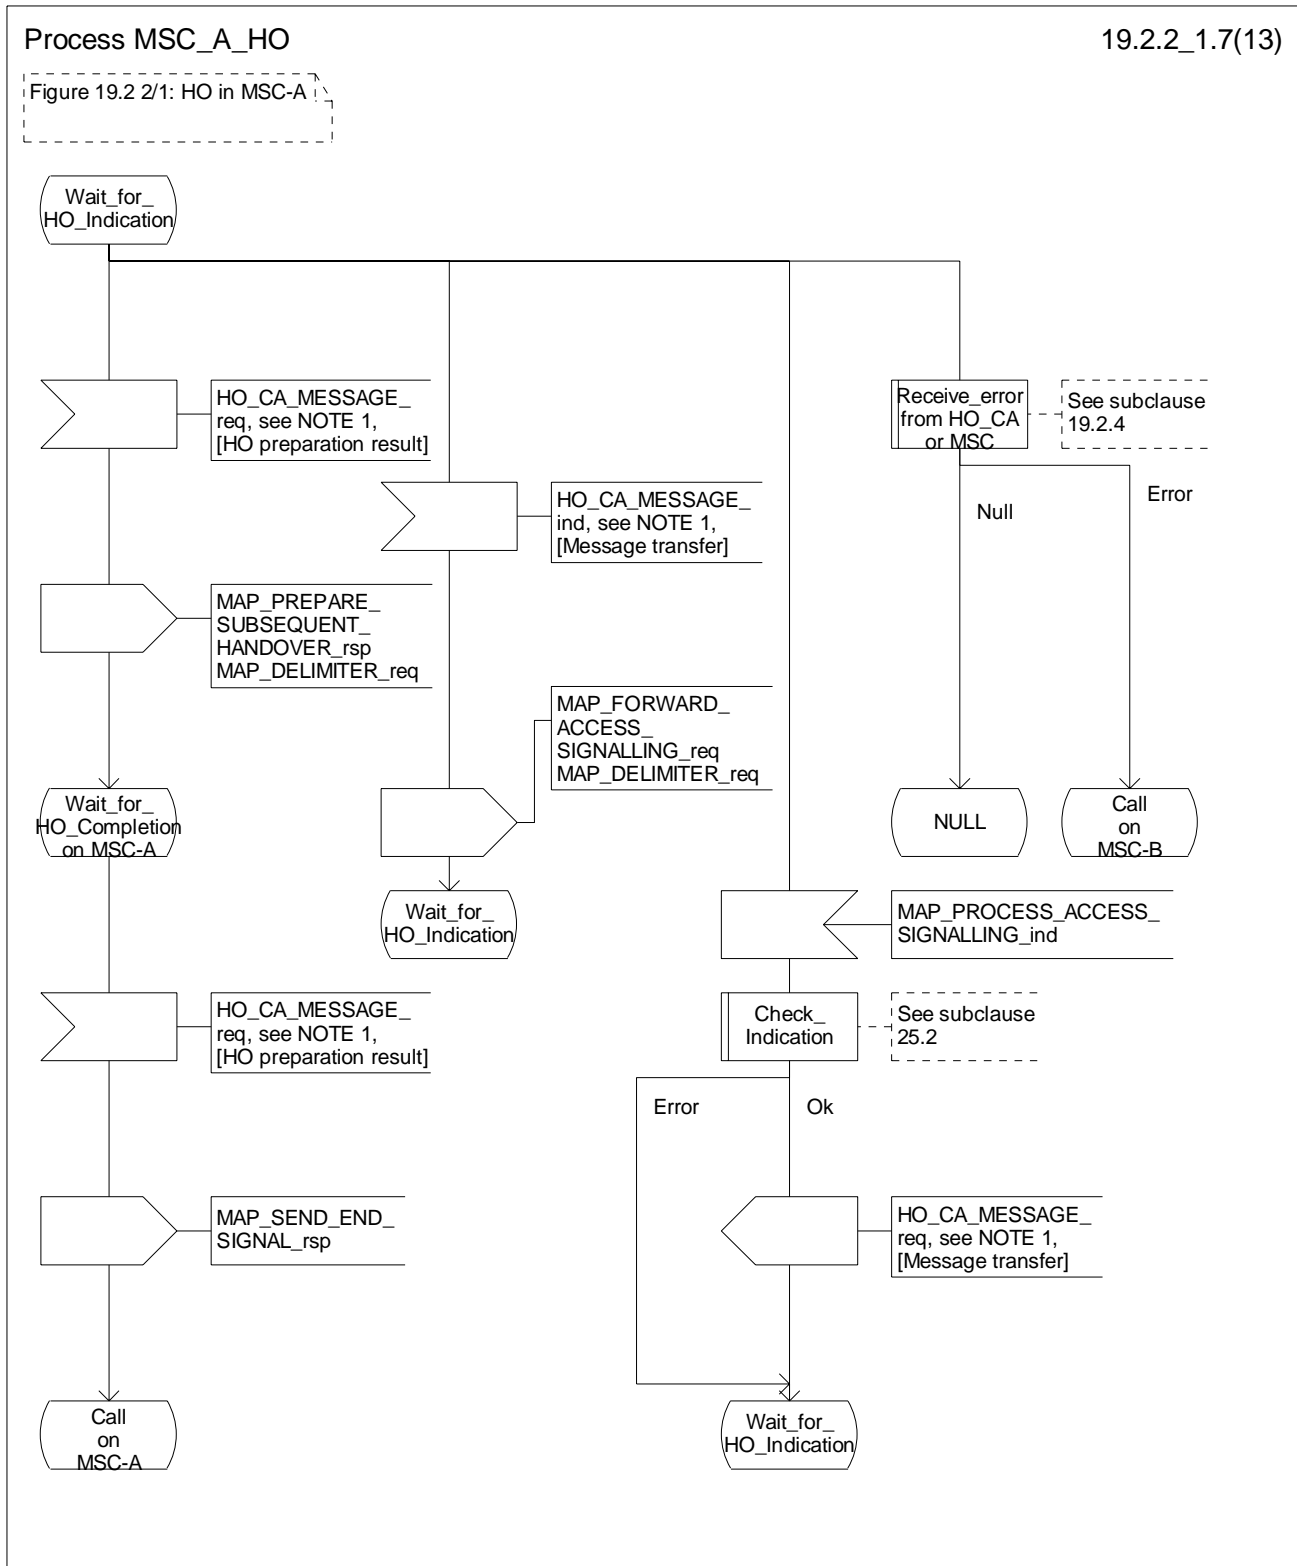 Process MSC_A_HO
19.2.2_1.7(13)
Figure 19.2 2/1: HO in MSC-A
Wait_for_
HO_Indication
HO_CA_MESSAGE_
req, see NOTE 1,
[HO preparation result]
Receive_error
from HO_CA
or MSC
See subclause
19.2.4
HO_CA_MESSAGE_
ind, see NOTE 1,
[Message transfer]
Null
Error
MAP_PREPARE_
SUBSEQUENT_
HANDOVER_rsp
MAP_DELIMITER_req
MAP_FORWARD_
ACCESS_
SIGNALLING_req
MAP_DELIMITER_req
Wait_for_
HO_Completion
on MSC-A
NULL
Call
on
MSC-B
Wait_for_
HO_Indication
MAP_PROCESS_ACCESS_
SIGNALLING_ind
HO_CA_MESSAGE_
req, see NOTE 1,
[HO preparation result]
Check_
Indication
See subclause
25.2
Error
Ok
MAP_SEND_END_
SIGNAL_rsp
HO_CA_MESSAGE_
req, see NOTE 1,
[Message transfer]
Call
on
MSC-A
Wait_for_
HO_Indication